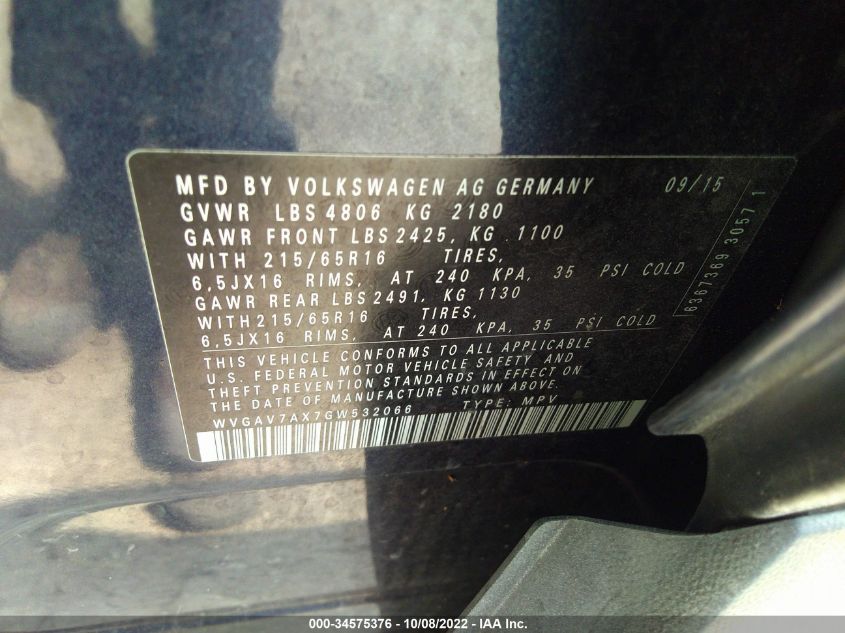 MFD BY VOLKSWAGEN AG GERMANY 09/15
GVWR LBS 4806 KG 2180
GAWR FRONT LBS 2425, KG 1100
WITH 215/65R16 TIRES,
6,5JX16 RIMS, AT 240 KPA, 35 PSI COLD
GAWR REAR LBS 2491, KG 1130
WITH 215/65R16 TIRES,
6,5JX16 RIMS, AT 240 KPA, 35 PSI COLD
THIS VEHICLE CONFORMS TO ALL APPLICABLE
U.S. FEDERAL MOTOR VEHICLE SAFETY AND
THEFT PREVENTION STANDARDS IN EFFECT ON
THE DATE OF MANUFACTURE SHOWN ABOVE.
WVGAV7AX7GW532066 TYPE: MPV
6367369 3057 1
000-34575376 - 10/08/2022 - IAA Inc.